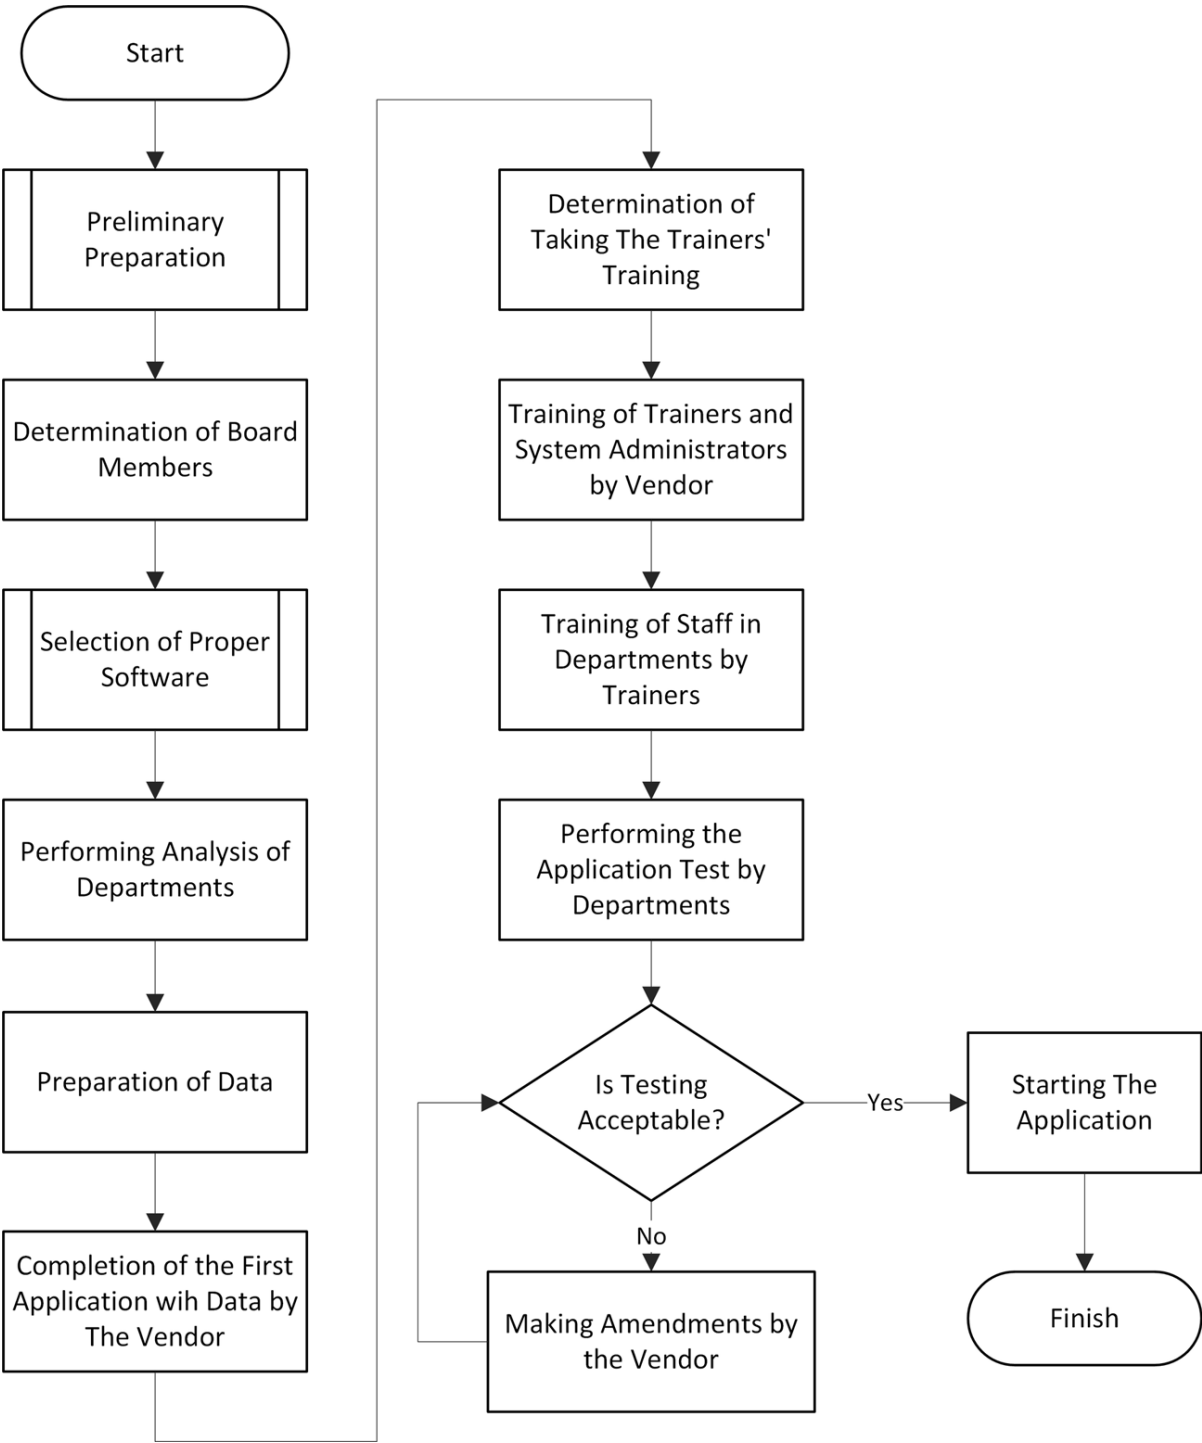 Start
Preliminary
Preparation
Determination of Board
Members
Selection of Proper
Software
Performing Analysis of
Departments
Preparation of Data
Completion of the First
Application wih Data by
The Vendor
Determination of
Taking The Trainers'
Training
Training of Trainers and
System Administrators
by Vendor
Training of Staff in
Departments by
Trainers
Performing the
Application Test by
Departments
Is Testing
Acceptable?
Yes
No
Making Amendments by
the Vendor
Starting The
Application
Finish